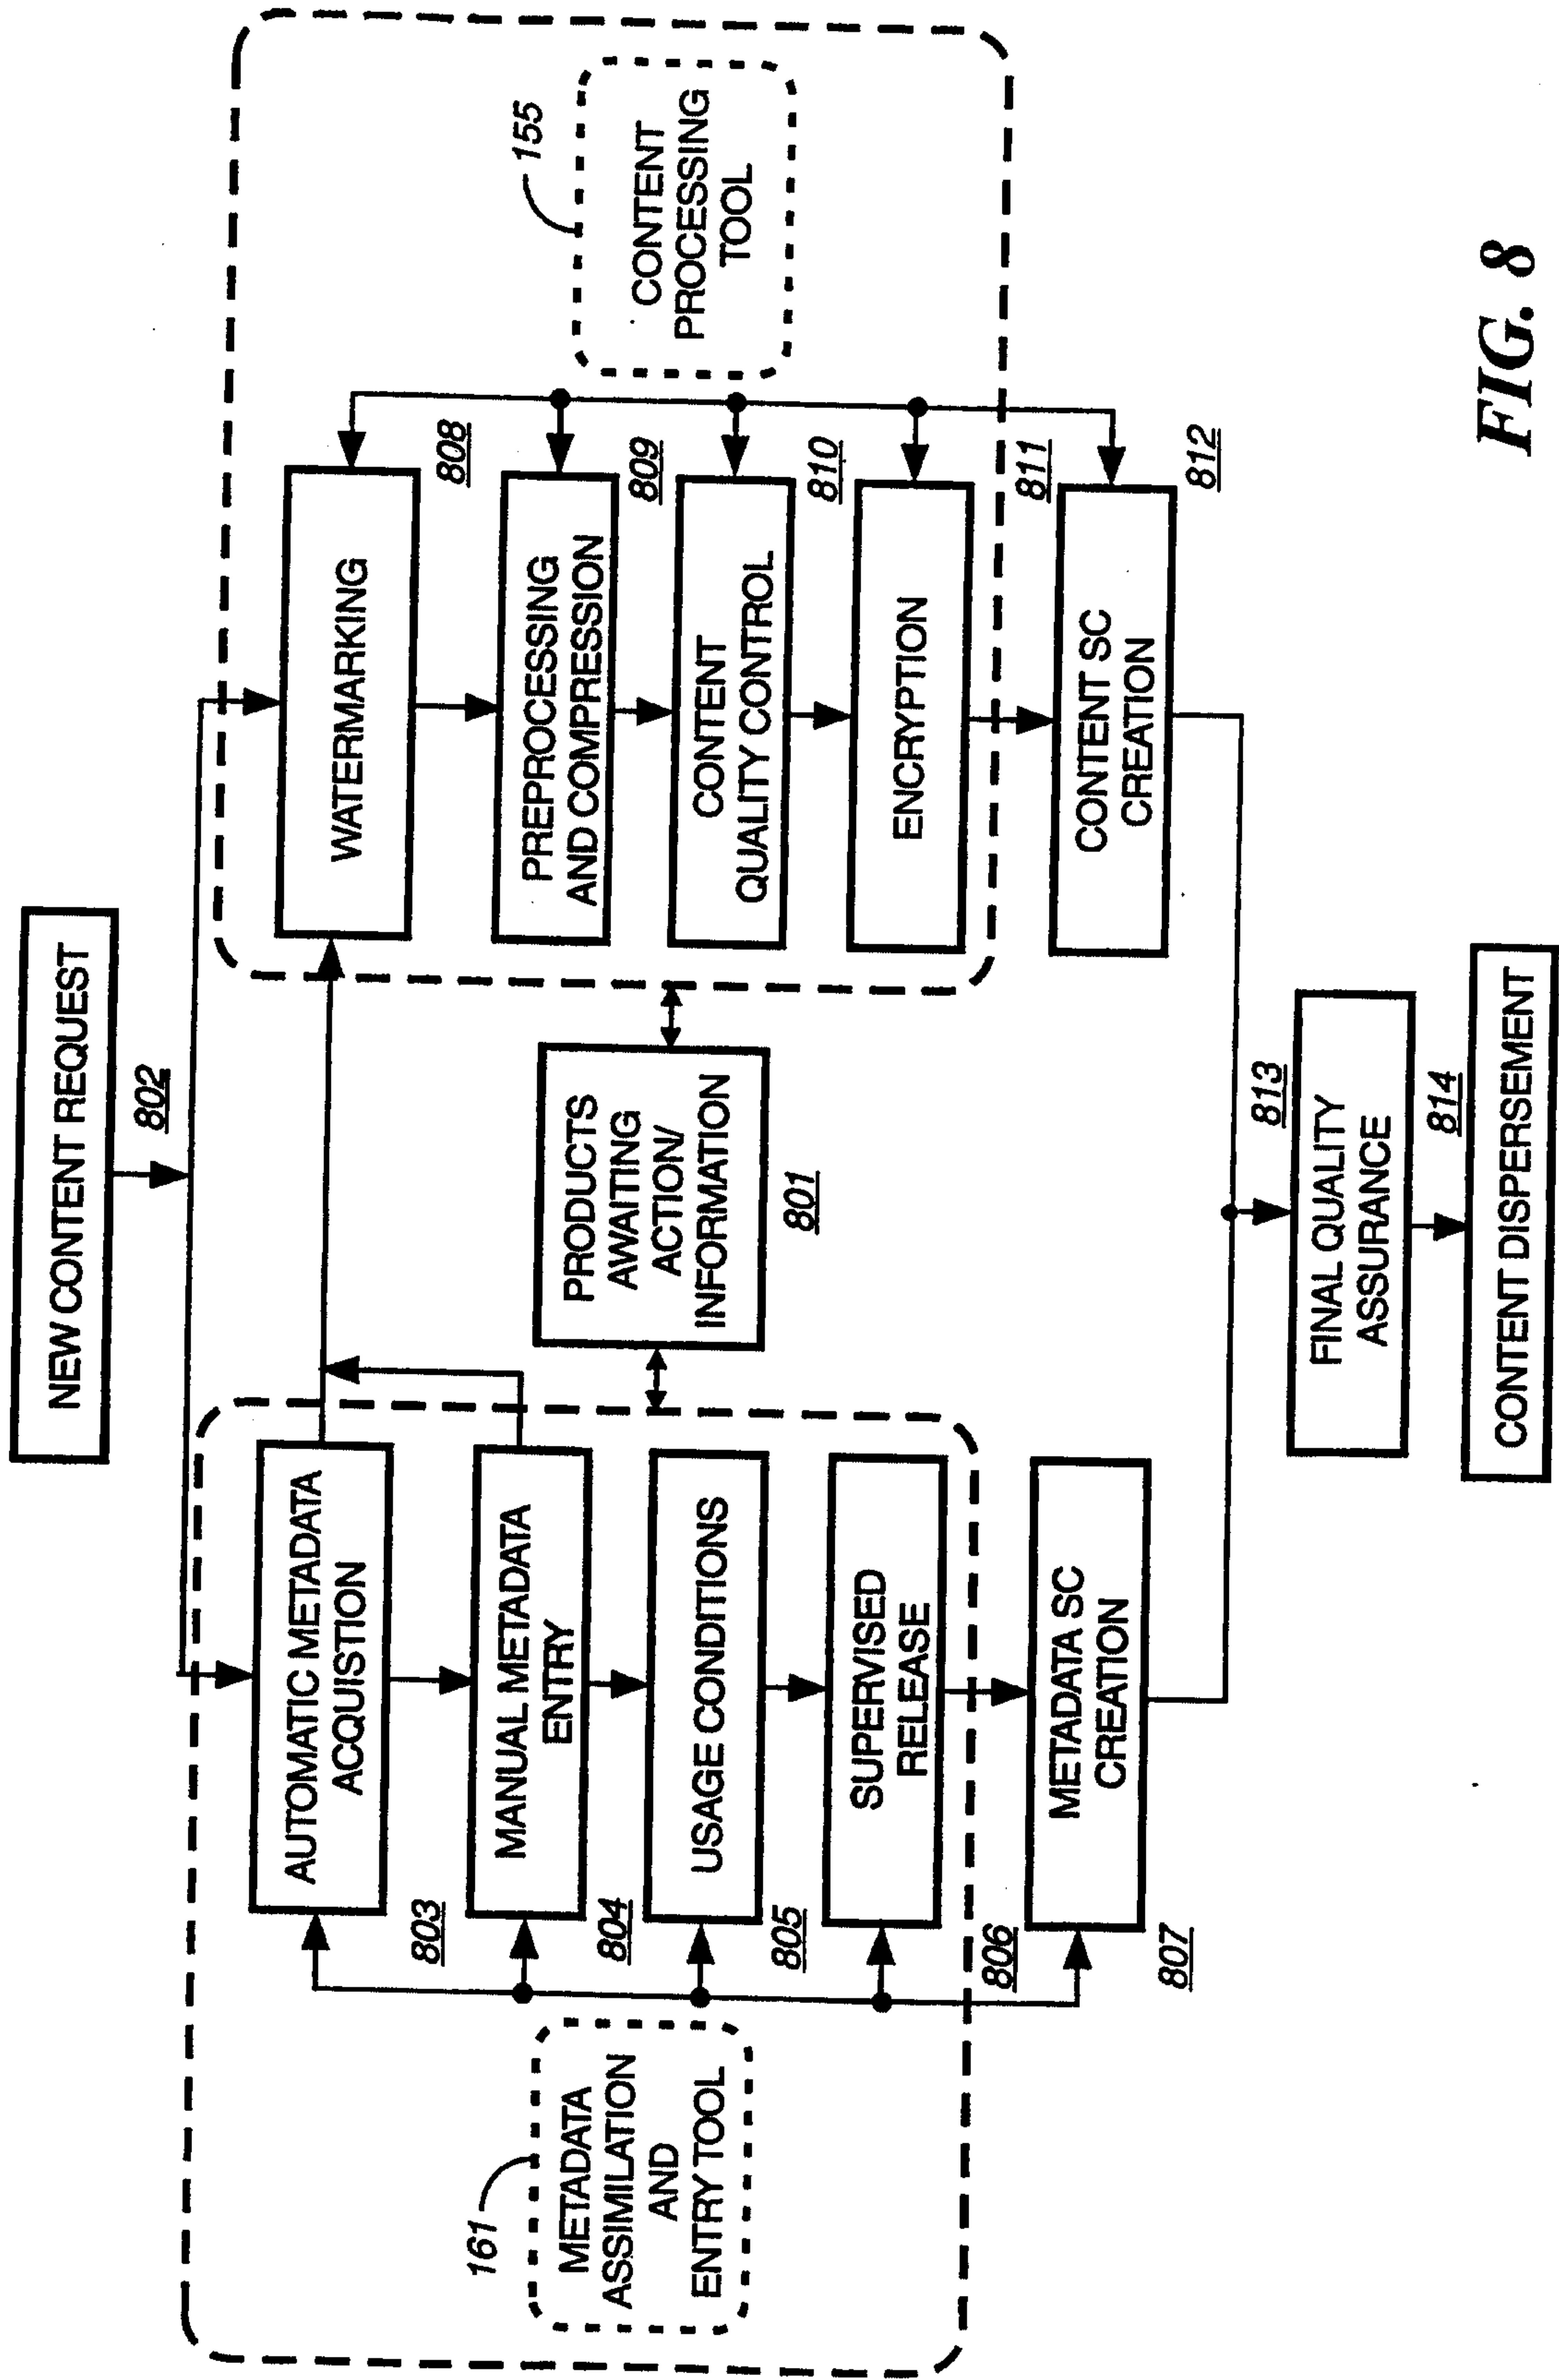 NEW CONTENT REQUEST
802
AUTOMATIC METADATA
ACQUISTION
803
MANUAL METADATA
ENTRY
804
USAGE CONDITIONS
805
SUPERVISED
RELEASE
806
METADATA SC
CREATION
807
161
METADATA
ASSIMILATION
AND
ENTRY TOOL
PRODUCTS
AWAITING
ACTION/
INFORMATION
801
WATERMARKING
808
PREPROCESSING
AND COMPRESSION
809
CONTENT
QUALITY CONTROL
810
ENCRYPTION
811
CONTENT SC
CREATION
812
155
CONTENT
PROCESSING
TOOL
813
FINAL QUALITY
ASSURANCE
814
CONTENT DISPERSEMENT
FIG. 8